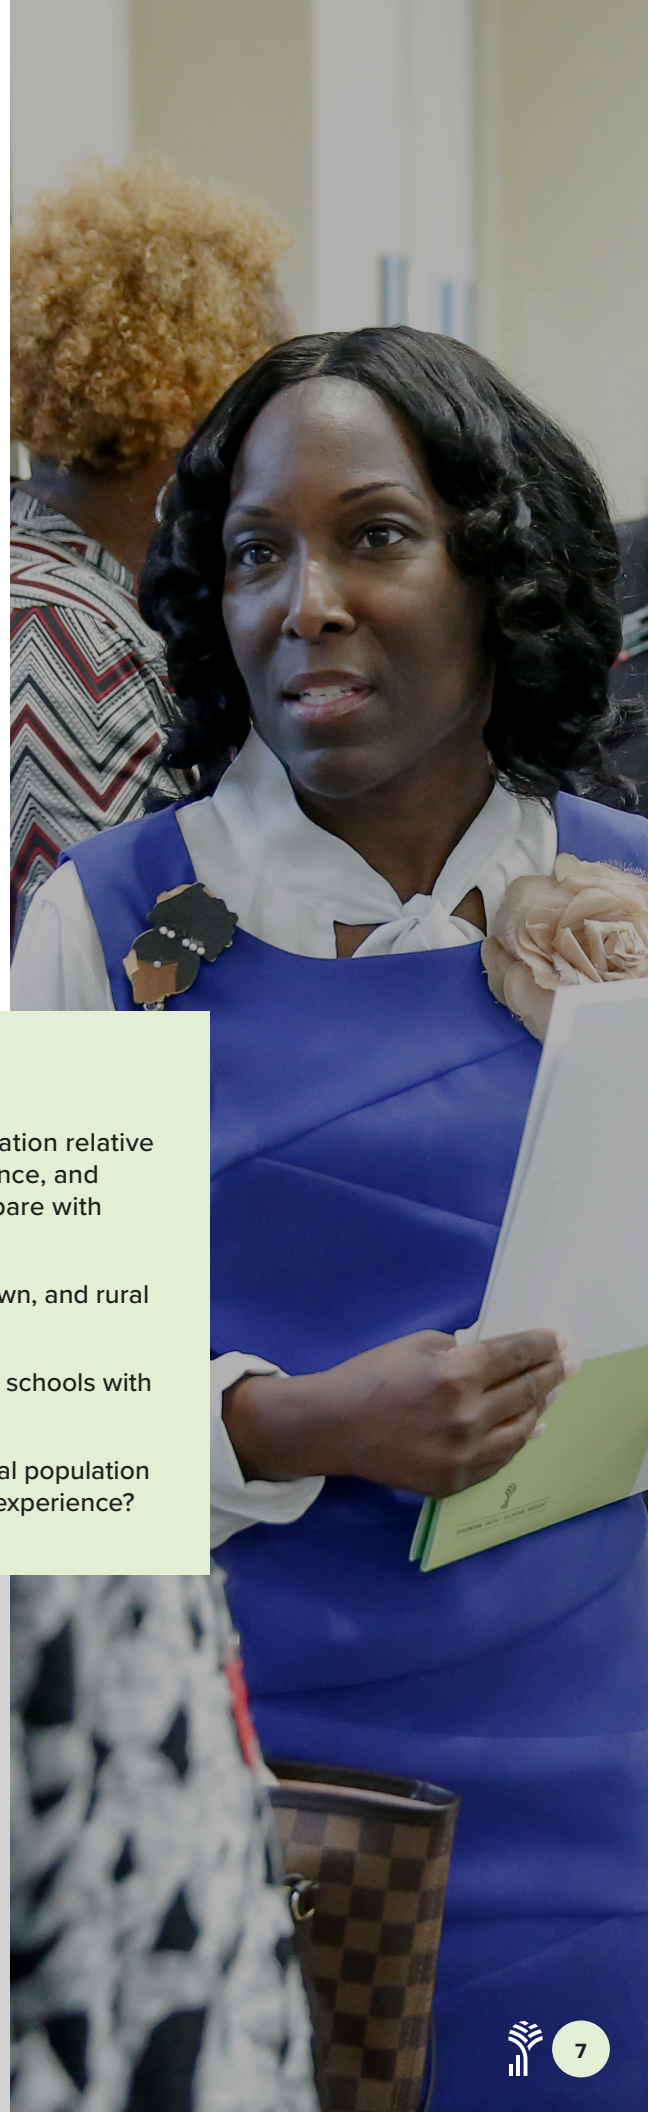 ation relative
nce, and
pare with
wn, and rural
schools with
al population
experience?
7